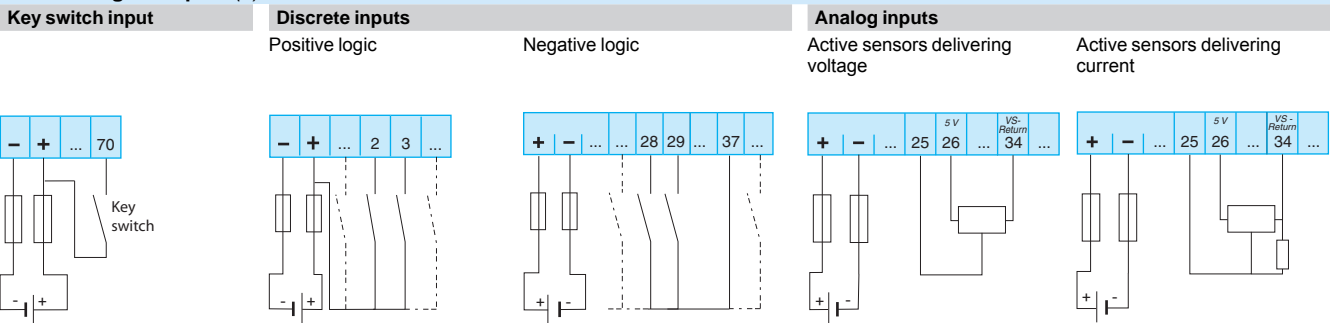 Key switch input
Discrete inputs
Analog inputs
Positive logic
Negative logic
Active sensors delivering
voltage
Active sensors delivering
current
– + ... 70
Key
switch
- +
– + ... 2 3 ...
- +
+ – ... ... 28 29 ... 37 ...
+ -
+ – ... 25 5 V 26 ... VS-
Return
34 ...
+ -
+ – ... 25 5 V 26 ... VS -
Return
34 ...
+ -